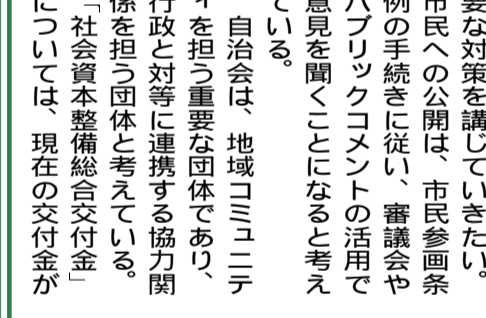 要な対策を講じていきたい。
市民への公開は、市民参画条
例の手続きに従い、審議会や
パブリックコメントの活用で
意見を聞くことになると考え
ている。
自治会は、地域コミュニテ
ィを担う重要な団体であり、
行政と対等に連携する協力関
係を担う団体と考えている。
「社会資本整備総合交付金」
については、現在の交付金が